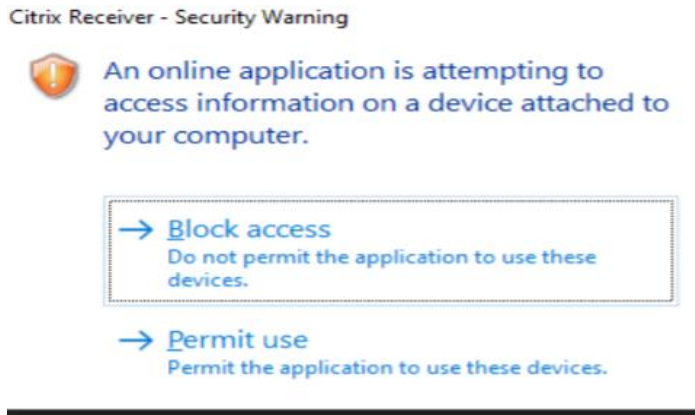 Citrix Receiver - Security Warning
An online application is attempting to
access information on a device attached to
your computer.
Block access
Do not permit the application to use these
devices.
Permit use
Permit the application to use these devices.